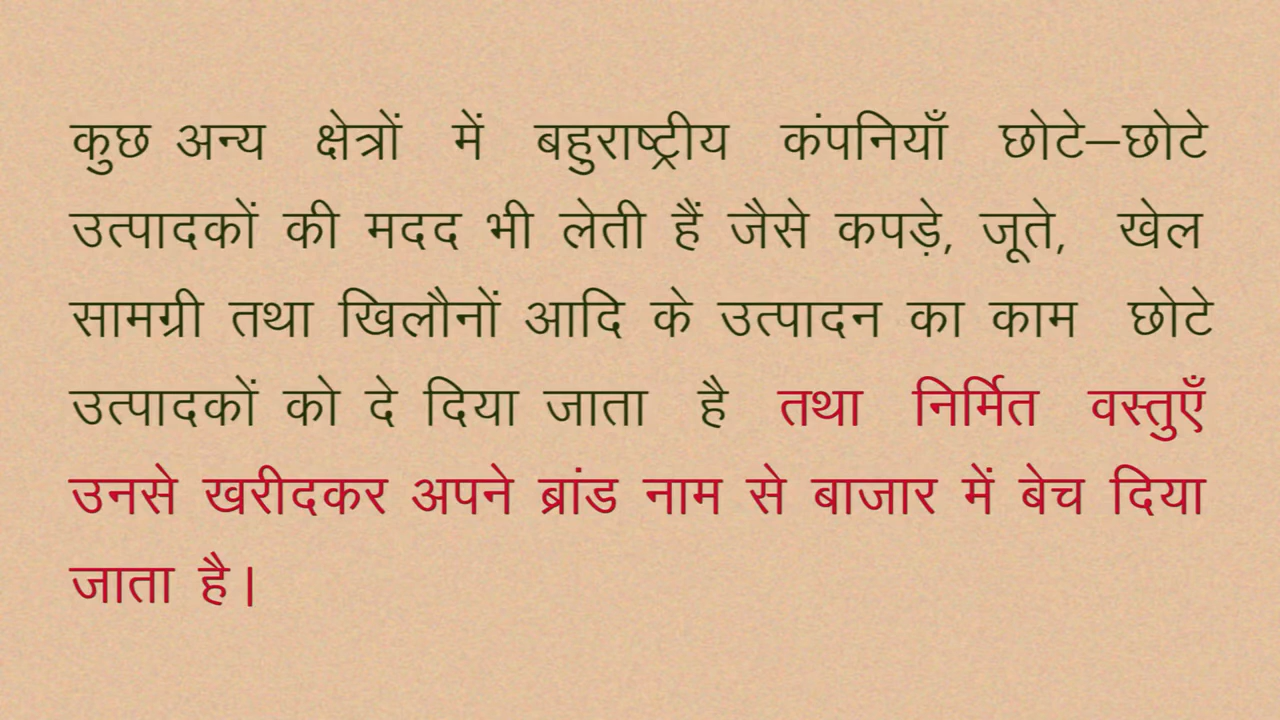 कुछ अन्य क्षेत्रों में बहुराष्ट्रीय कंपनियाँ छोटे–छोटे
उत्पादकों की मदद भी लेती हैं जैसे कपड़े, जूते, खेल
सामग्री तथा खिलौनों आदि के उत्पादन का काम छोटे
उत्पादकों को दे दिया जाता है तथा निर्मित वस्तुएँ
उनसे खरीदकर अपने ब्रांड नाम से बाजार में बेच दिया
जाता है।